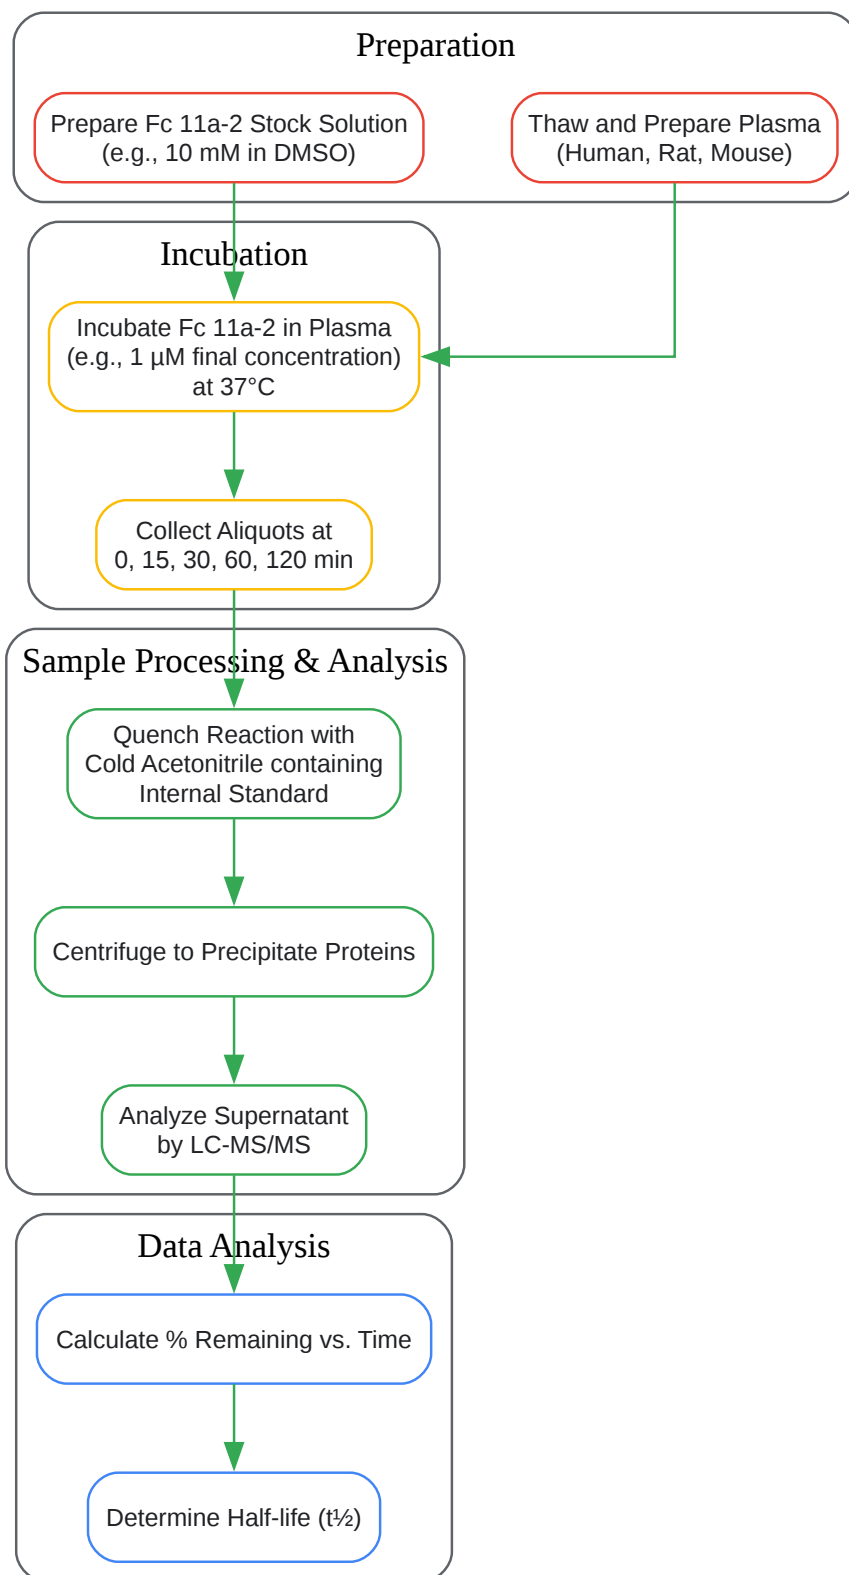 Preparation
Prepare Fc 11a-2 Stock Solution
(e.g., 10 mM in DMSO)
Thaw and Prepare Plasma
(Human, Rat, Mouse)
Incubation
Incubate Fc 11a-2 in Plasma
(e.g., 1 µM final concentration)
at 37°C
Collect Aliquots at
0, 15, 30, 60, 120 min
Sample Processing & Analysis
Quench Reaction with
Cold Acetonitrile containing
Internal Standard
Centrifuge to Precipitate Proteins
Analyze Supernatant
by LC-MS/MS
Data Analysis
Calculate % Remaining vs. Time
Determine Half-life (t½)